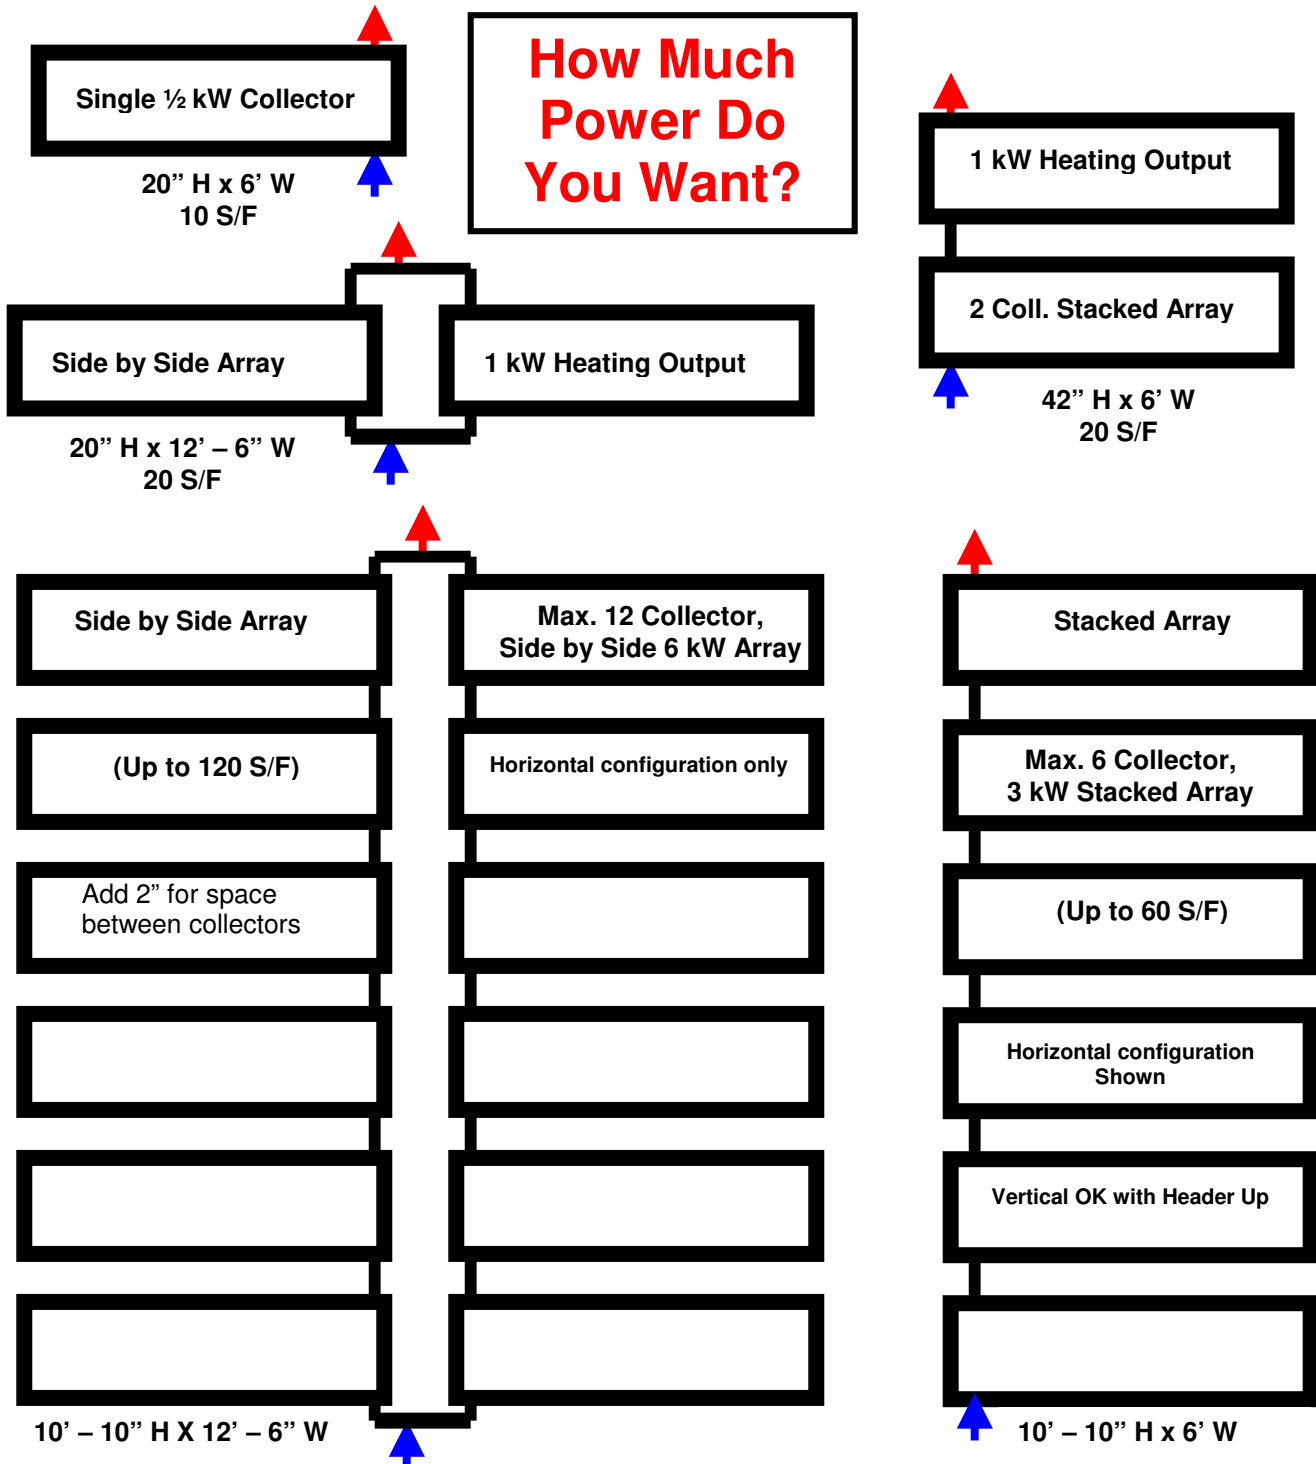 Single ½ kW Collector
20” H x 6’ W
10 S/F
How Much
Power Do
You Want?
1 kW Heating Output
2 Coll. Stacked Array
42” H x 6’ W
20 S/F
Side by Side Array
1 kW Heating Output
20” H x 12’ – 6” W
20 S/F
Side by Side Array
Max. 12 Collector,
Side by Side 6 kW Array
(Up to 120 S/F)
Horizontal configuration only
Add 2” for space
between collectors
10’ – 10” H X 12’ – 6” W
Stacked Array
Max. 6 Collector,
3 kW Stacked Array
(Up to 60 S/F)
Horizontal configuration
Shown
Vertical OK with Header Up
10’ – 10” H x 6’ W